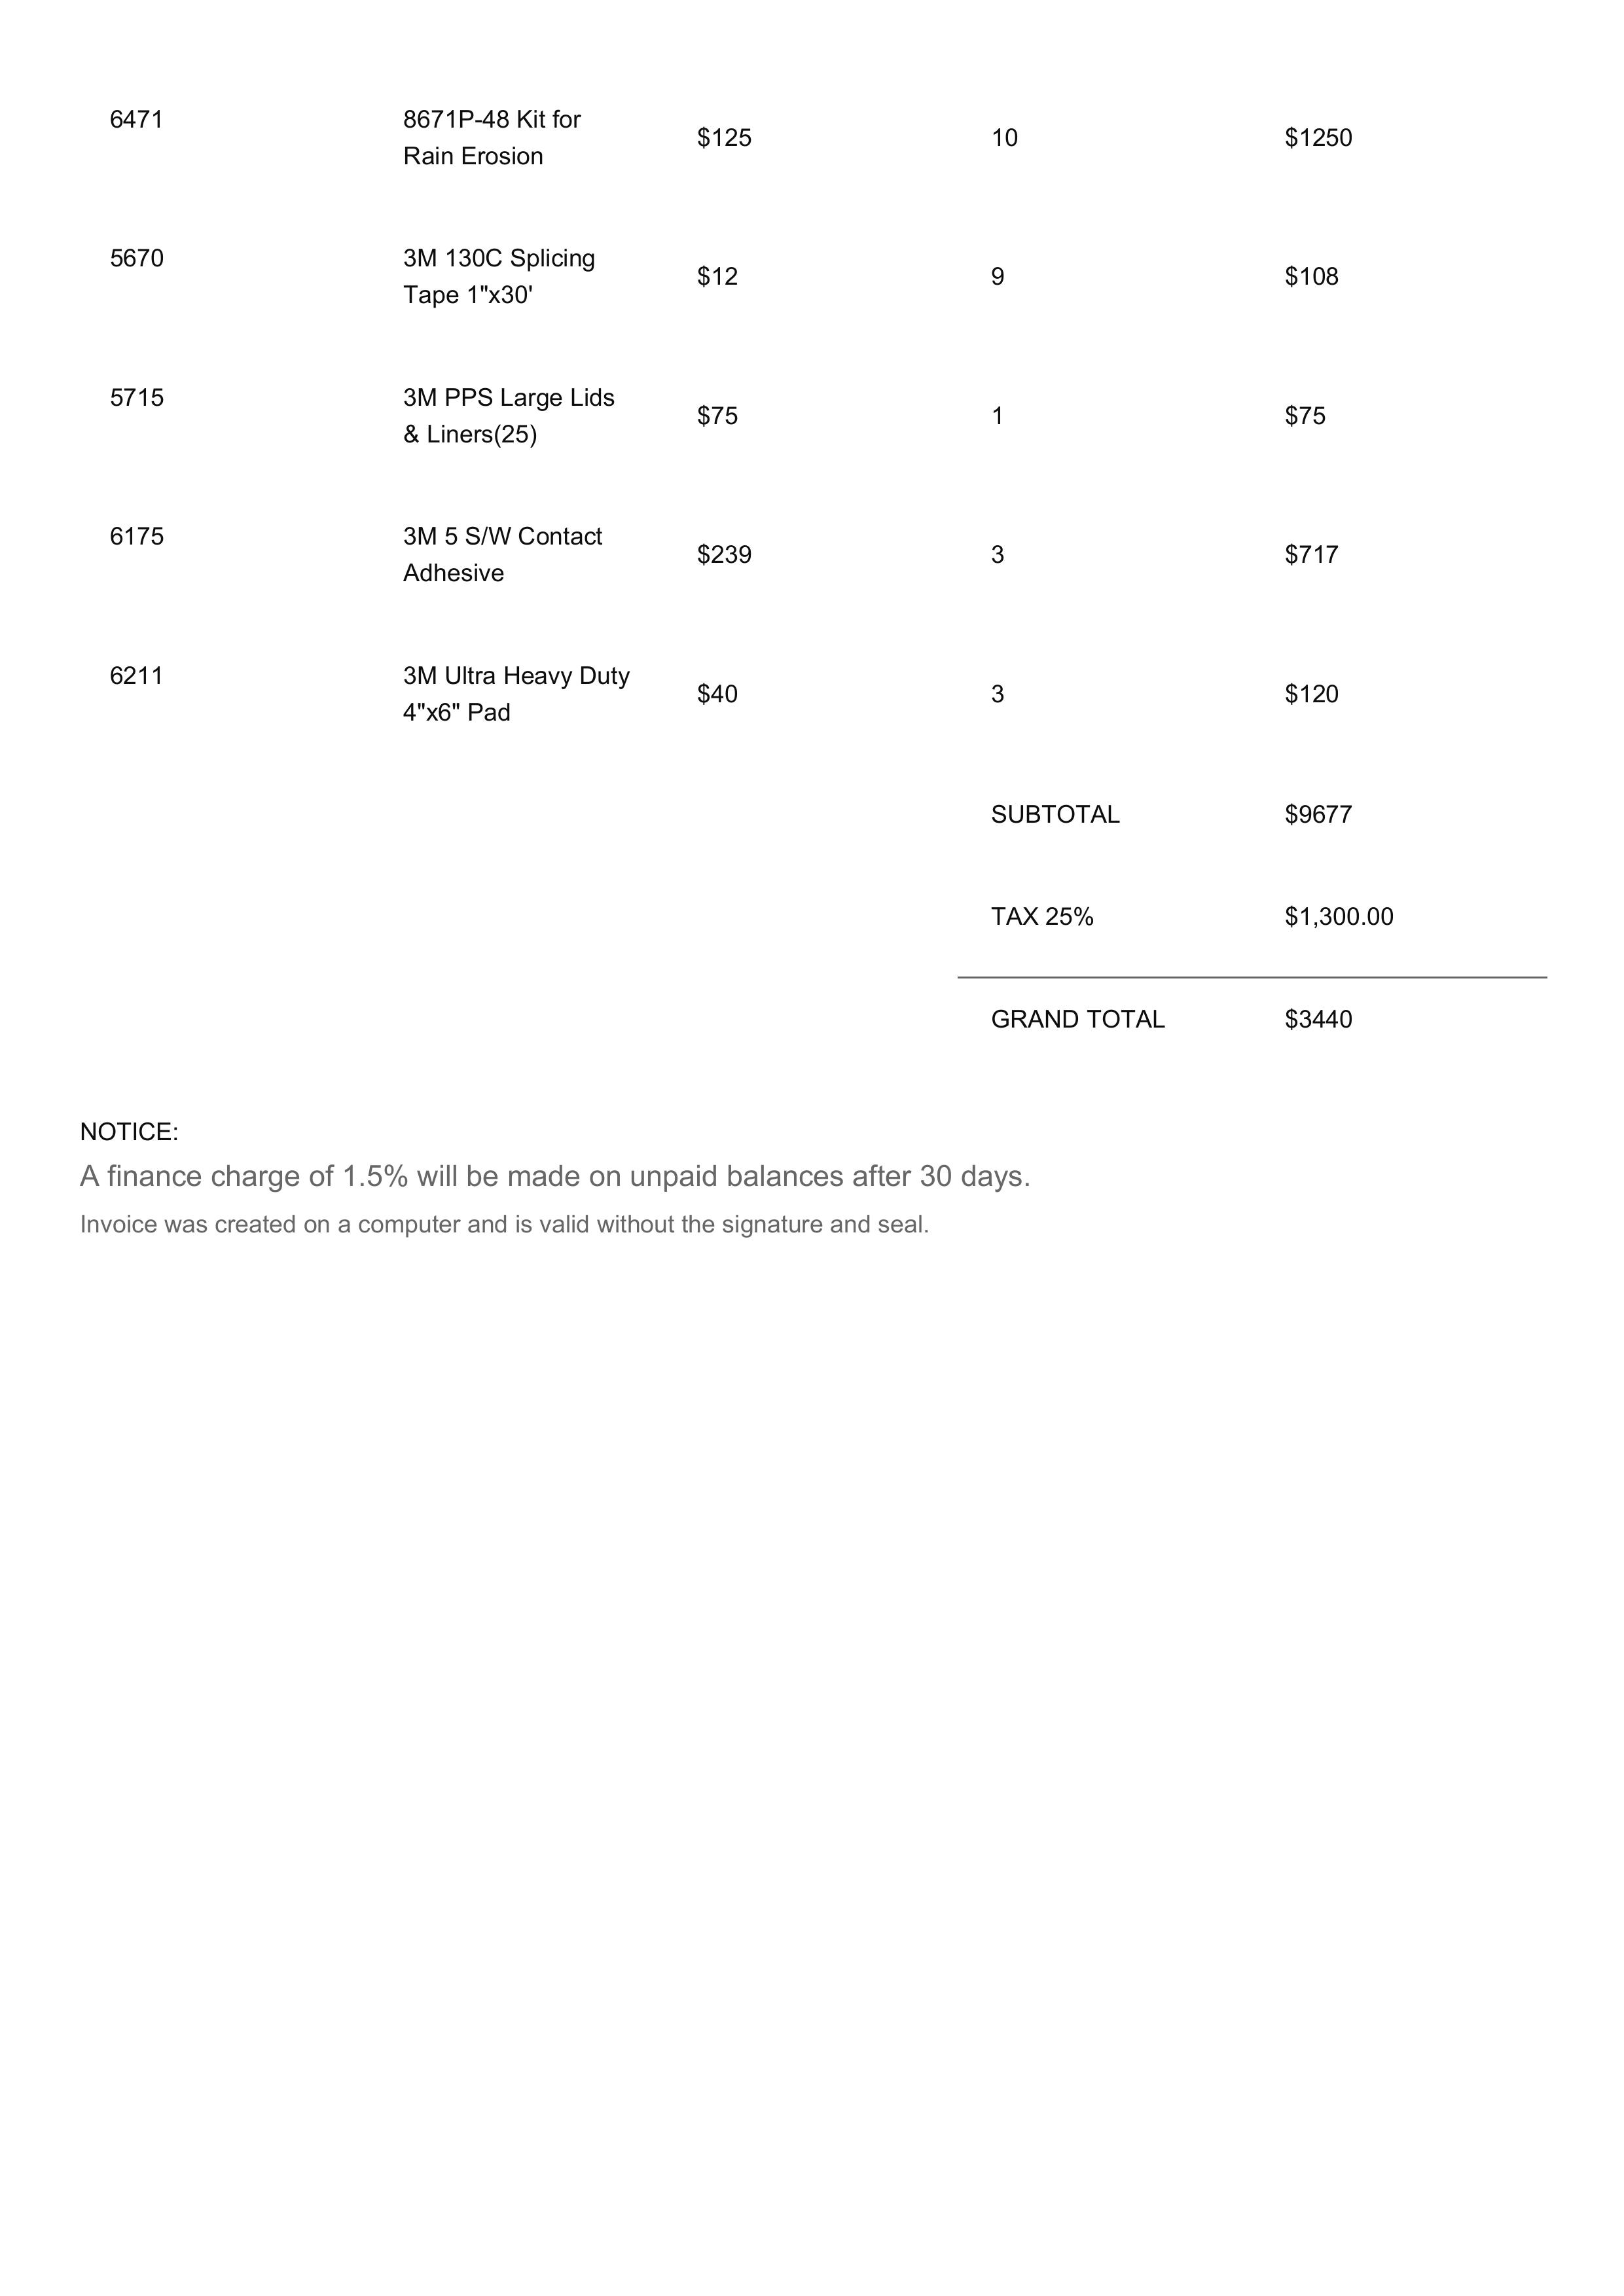 6471 8671P-48 Kit for
Rain Erosion $125 10 $1250
5670 3M 130C Splicing
Tape 1"x30' $12 9 $108
5715 3M PPS Large Lids
& Liners(25) $75 1 $75
6175 3M 5 S/W Contact
Adhesive $239 3 $717
6211 3M Ultra Heavy Duty
4"x6" Pad $40 3 $120
SUBTOTAL $9677
TAX 25% $1,300.00
GRAND TOTAL $3440
NOTICE:
A finance charge of 1.5% will be made on unpaid balances after 30 days.
Invoice was created on a computer and is valid without the signature and seal.